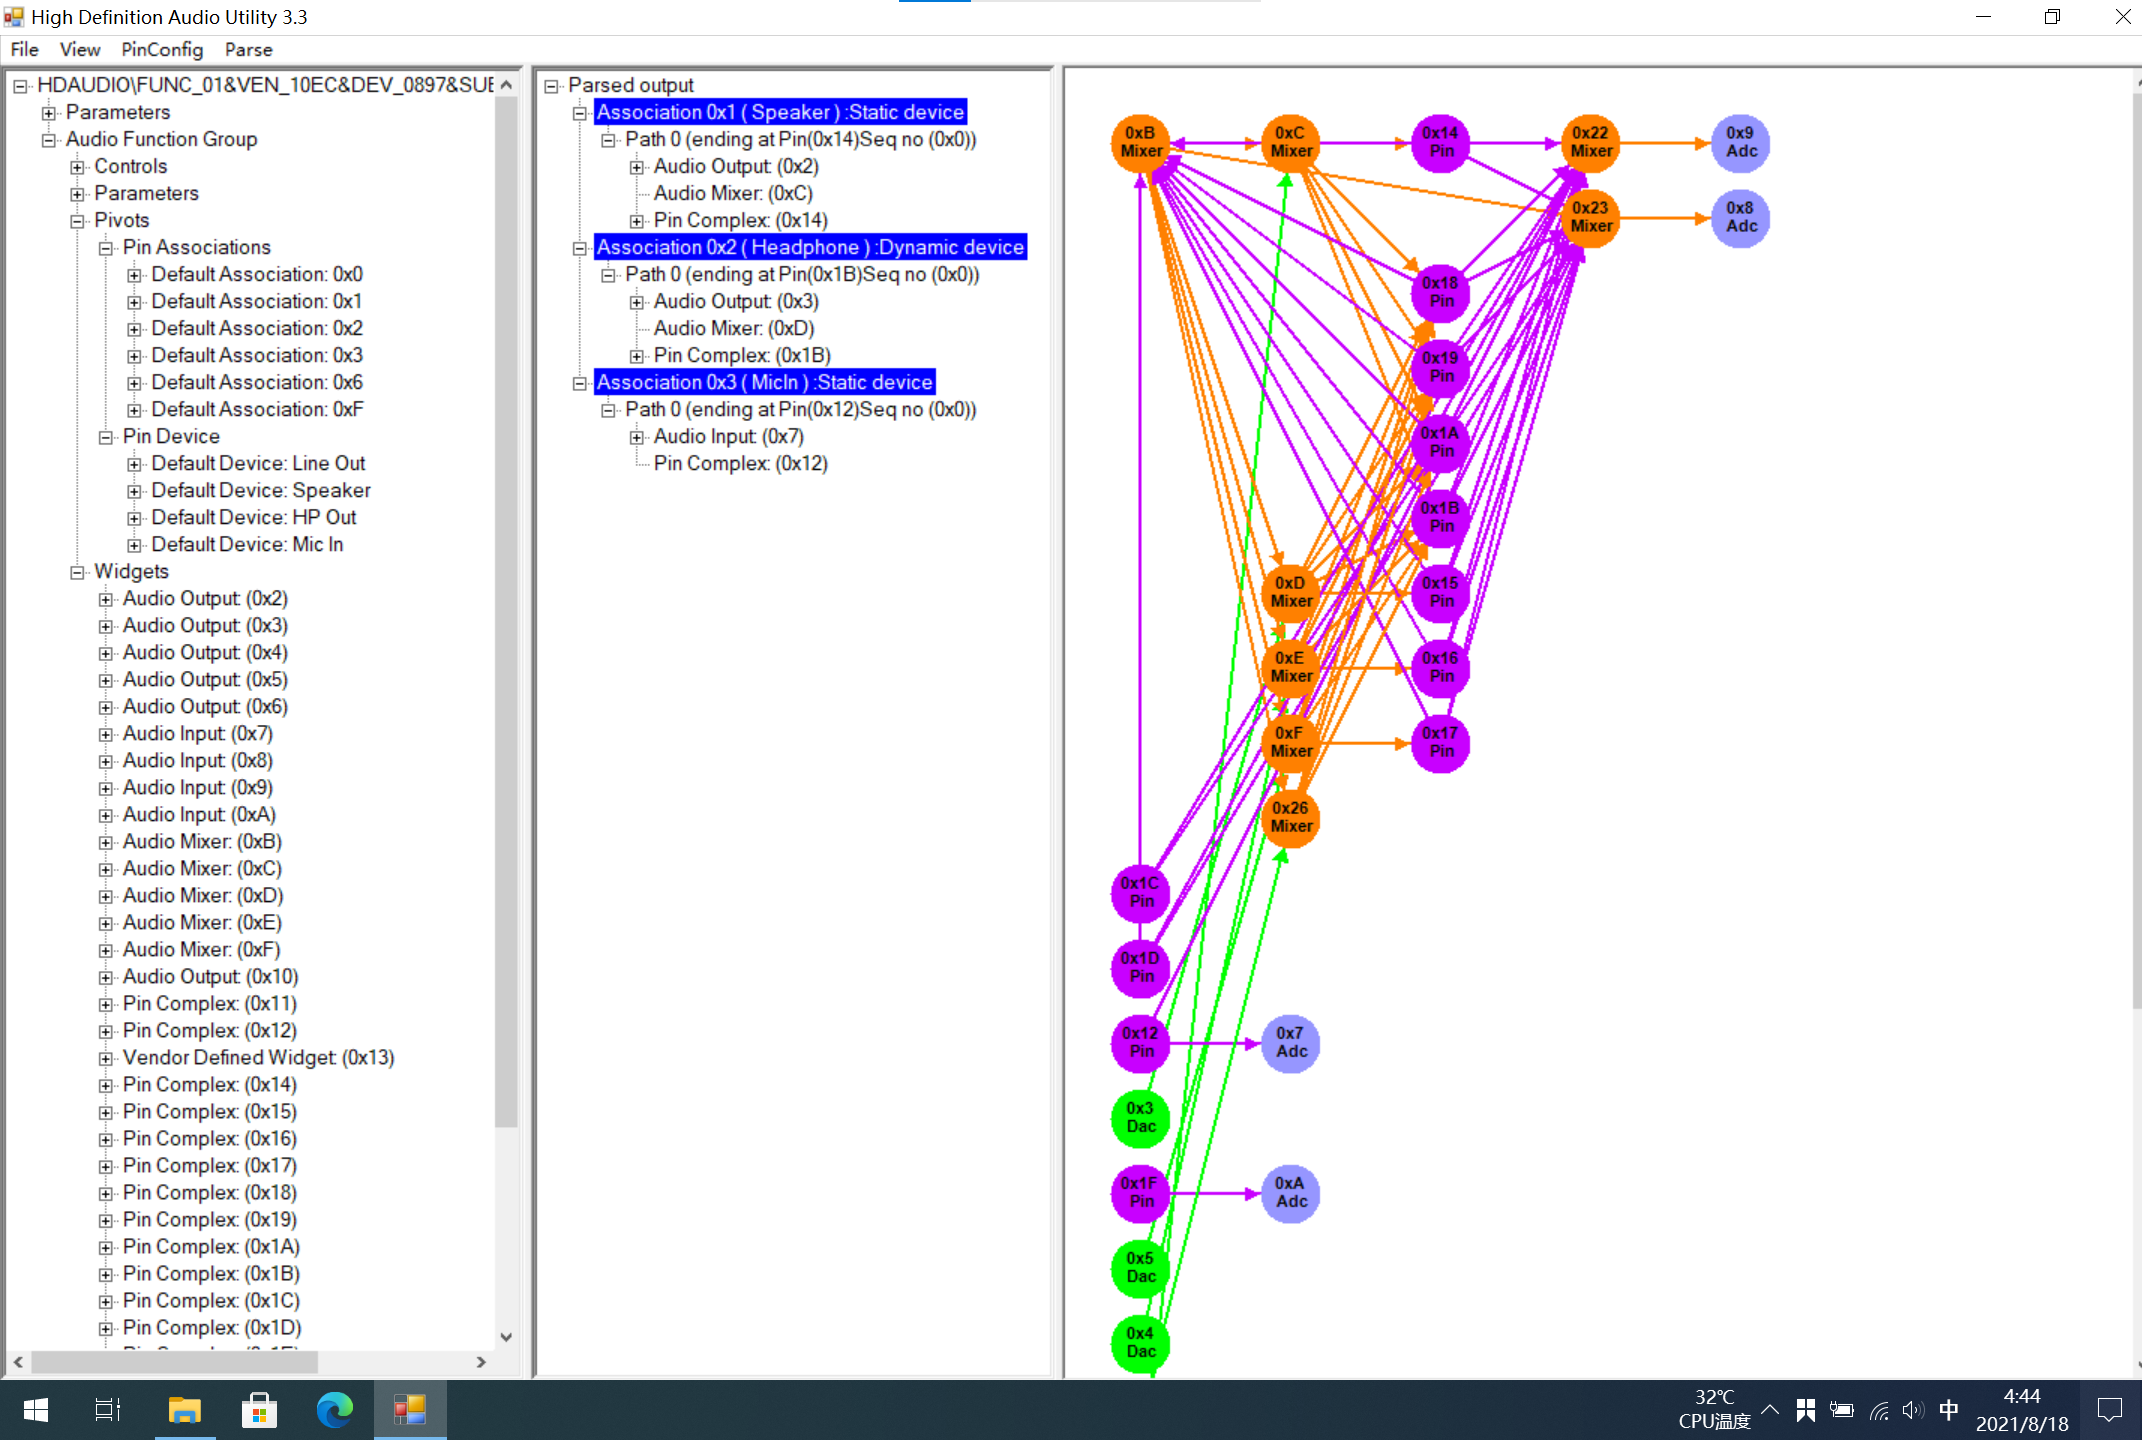 High Definition Audio Utility 3.3
File View PinConfig Parse
HDAUDIO\FUNC_01&VEN_10EC&DEV_0897&SUE
Parameters
Audio Function Group
Controls
Parameters
Pivots
Pin Associations
Default Association: 0x0
Default Association: 0x1
Default Association: 0x2
Default Association: 0x3
Default Association: 0x6
Default Association: 0xF
Pin Device
Default Device: Line Out
Default Device: Speaker
Default Device: HP Out
Default Device: Mic In
Widgets
Audio Output: (0x2)
Audio Output: (0x3)
Audio Output: (0x4)
Audio Output: (0x5)
Audio Output: (0x6)
Audio Input: (0x7)
Audio Input: (0x8)
Audio Input: (0x9)
Audio Input: (0xA)
Audio Mixer: (0xB)
Audio Mixer: (0xC)
Audio Mixer: (0xD)
Audio Mixer: (0xE)
Audio Mixer: (0xF)
Audio Output: (0x10)
Pin Complex: (0x11)
Pin Complex: (0x12)
Vendor Defined Widget: (0x13)
Pin Complex: (0x14)
Pin Complex: (0x15)
Pin Complex: (0x16)
Pin Complex: (0x17)
Pin Complex: (0x18)
Pin Complex: (0x19)
Pin Complex: (0x1A)
Pin Complex: (0x1B)
Pin Complex: (0x1C)
Pin Complex: (0x1D)
Parsed output
Association 0x1 ( Speaker ) :Static device
Path 0 (ending at Pin(0x14)Seq no (0x0))
Audio Output: (0x2)
Audio Mixer: (0xC)
Pin Complex: (0x14)
Association 0x2 ( Headphone ) :Dynamic device
Path 0 (ending at Pin(0x1B)Seq no (0x0))
Audio Output: (0x3)
Audio Mixer: (0xD)
Pin Complex: (0x1B)
Association 0x3 ( MicIn ) :Static device
Path 0 (ending at Pin(0x12)Seq no (0x0))
Audio Input: (0x7)
Pin Complex: (0x12)
0xB
Mixer
0xC
Mixer
0x14
Pin
0x22
Mixer
0x9
Adc
0x23
Mixer
0x8
Adc
0x18
Pin
0x19
Pin
0x1A
Pin
0x1B
Pin
0xD
Mixer
0x15
Pin
0xE
Mixer
0x16
Pin
0xF
Mixer
0x17
Pin
0x26
Mixer
0x1C
Pin
0x1D
Pin
0x12
Pin
0x7
Adc
0x3
Dac
0x1F
Pin
0xA
Adc
0x5
Dac
0x4
Dac
32℃
CPU温度
中
4:44
2021/8/18